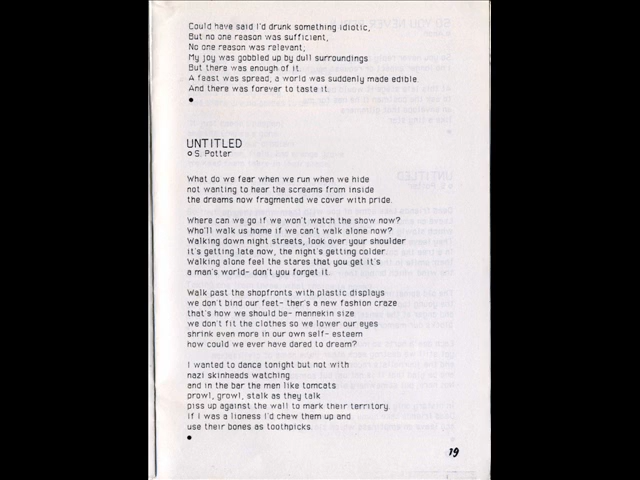 Could have said I'd drunk something idiotic,
But no one reason was sufficient,
No one reason was relevant;
My joy was gobbled up by dull surroundings
But there was enough of it.
A feast was spread, a world was suddenly made edible.
And there was forever to taste it.
UNTITLED
S. Potter
What do we fear when we run when we hide
not wanting to hear the screams from inside
the dreams now fragmented we cover with pride.
Where can we go if we won't watch the show now?
Who'll walk us home if we can't walk alone now?
Walking down night streets, look over your shoulder
it's getting late now, the night's getting colder.
Walking alone feel the stares that you get it's
a man's world- don't you forget it.
Walk past the shopfronts with plastic displays
we don't bind our feet- ther's a new fashion craze
that's how we should be- mannekin size
we don't fit the clothes so we lower our eyes
shrink even more in our own self- esteem
how could we ever have dared to dream?
I wanted to dance tonight but not with
nazi skinheads watching
and in the bar the men like tomcats
prowl, growl, stalk as they talk
piss up against the wall to mark their territory.
If I was a lioness I'd chew them up and
use their bones as toothpicks.
19